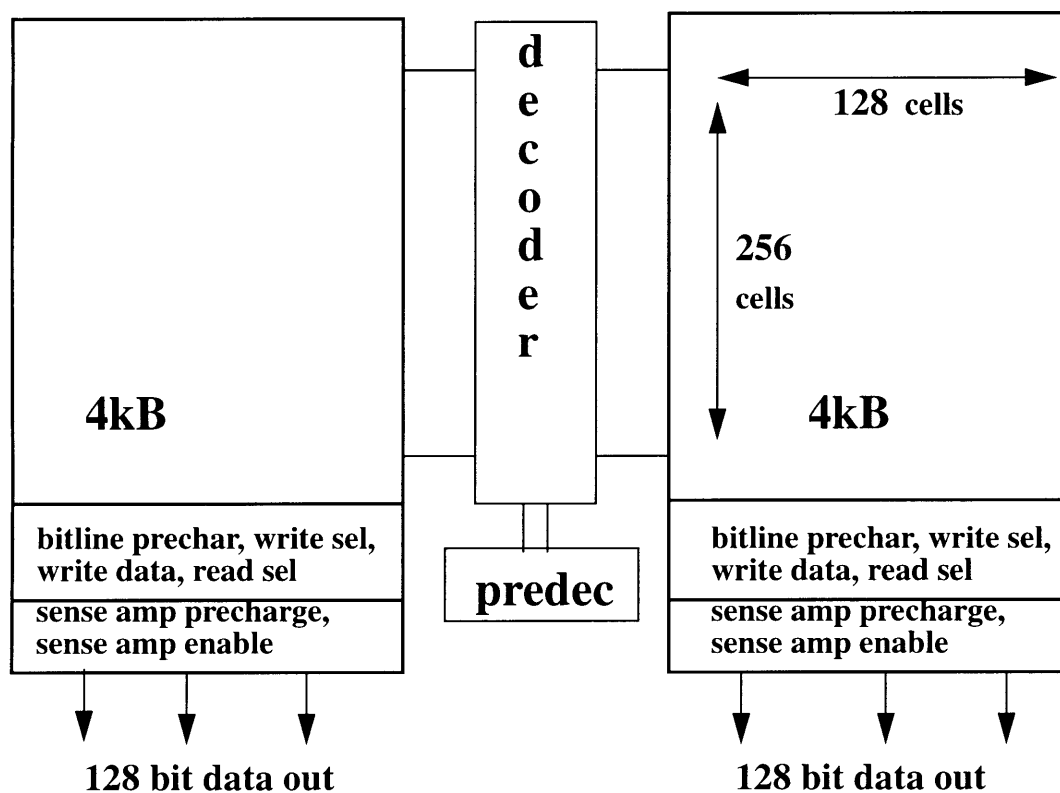 4kB
bitline prechar, write sel,
write data, read sel
sense amp precharge,
sense amp enable
128 bit data out
d
e
c
o
d
e
r
predec
128 cells
256
cells
4kB
bitline prechar, write sel,
write data, read sel
sense amp precharge,
sense amp enable
128 bit data out